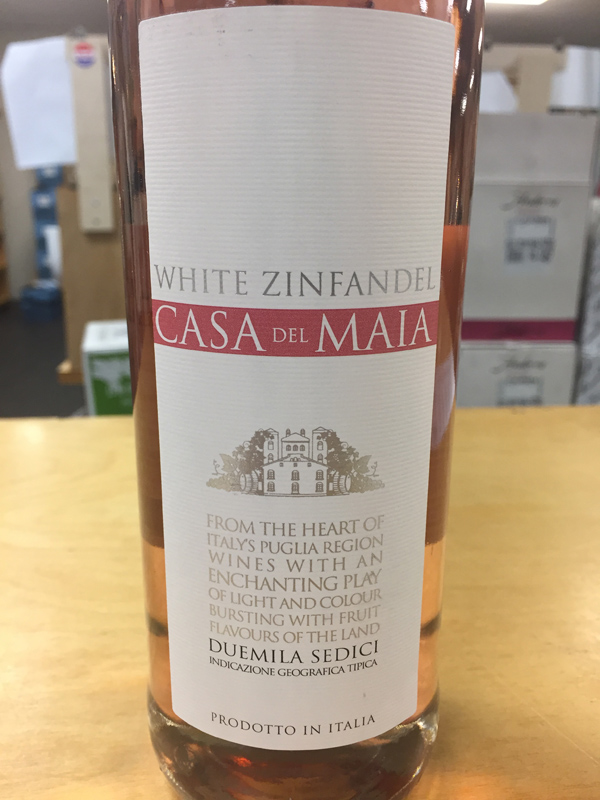 WHITE ZINFANDEL
CASA DEL MAIA
FROM THE HEART OF
ITALY'S PUGLIA REGION
WINES WITH AN
ENCHANTING PLAY
OF LIGHT AND COLOUR
BURSTING WITH FRUIT
FLAVOURS OF THE LAND
DUEMILA SEDICI
INDICAZIONE GEOGRAFICA TIPICA
PRODOTTO IN ITALIA